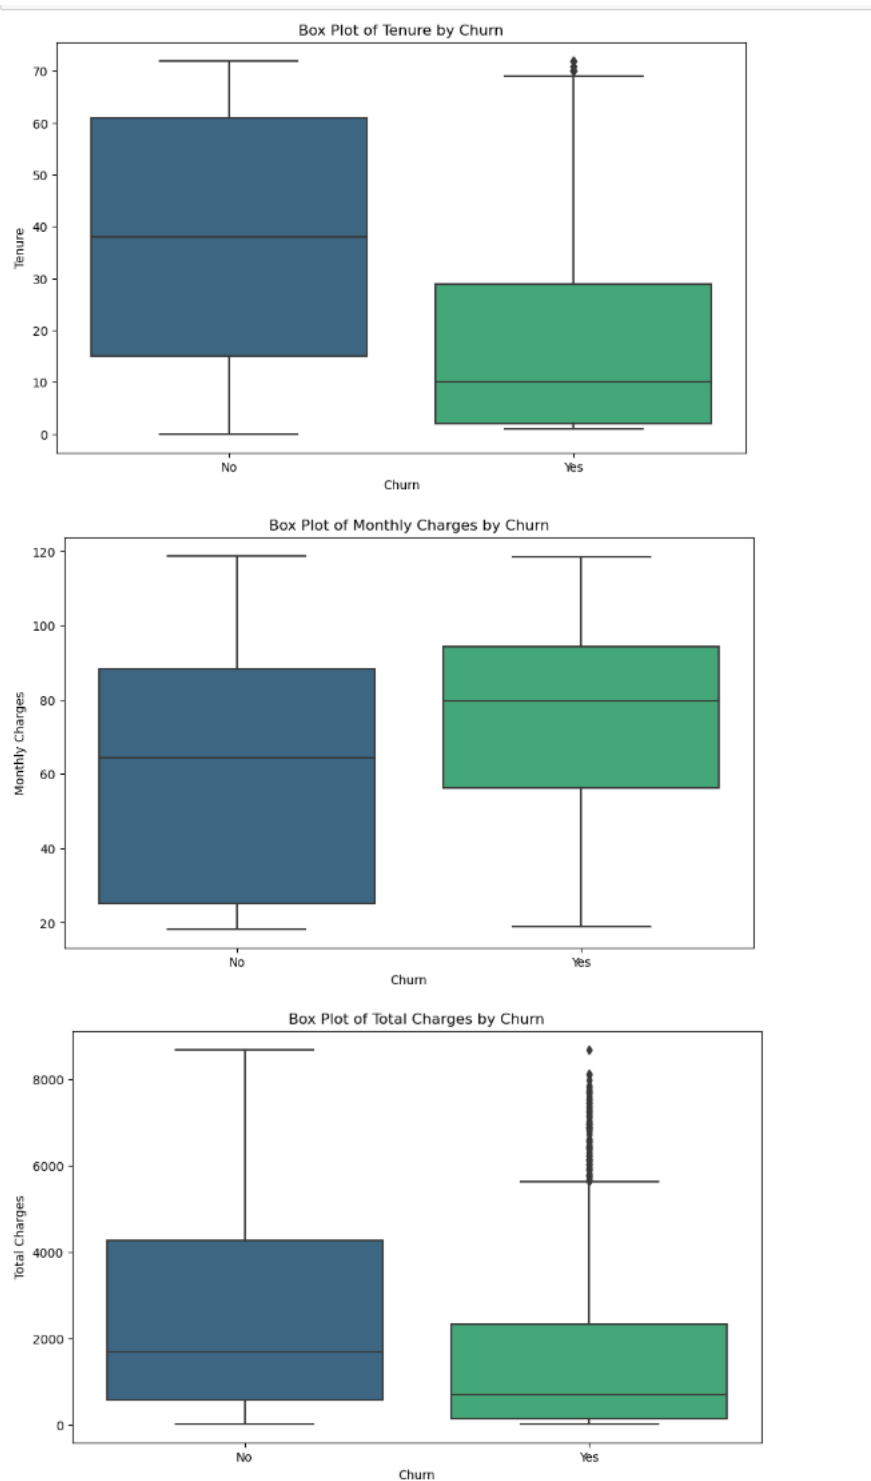 Box Plot of Tenure by Churn
70
60
50
40
30
20
10
0
Tenure
No
Yes
Churn
Box Plot of Monthly Charges by Churn
120
100
80
60
40
20
Monthly Charges
No
Yes
Churn
Box Plot of Total Charges by Churn
8000
6000
4000
2000
0
Total Charges
No
Yes
Churn